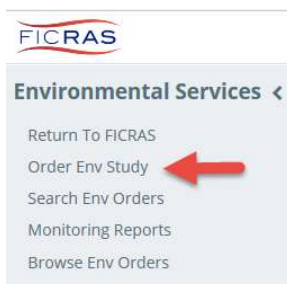 FICRAS
Environmental Services <
Return To FICRAS
Order Env Study
Search Env Orders
Monitoring Reports
Browse Env Orders